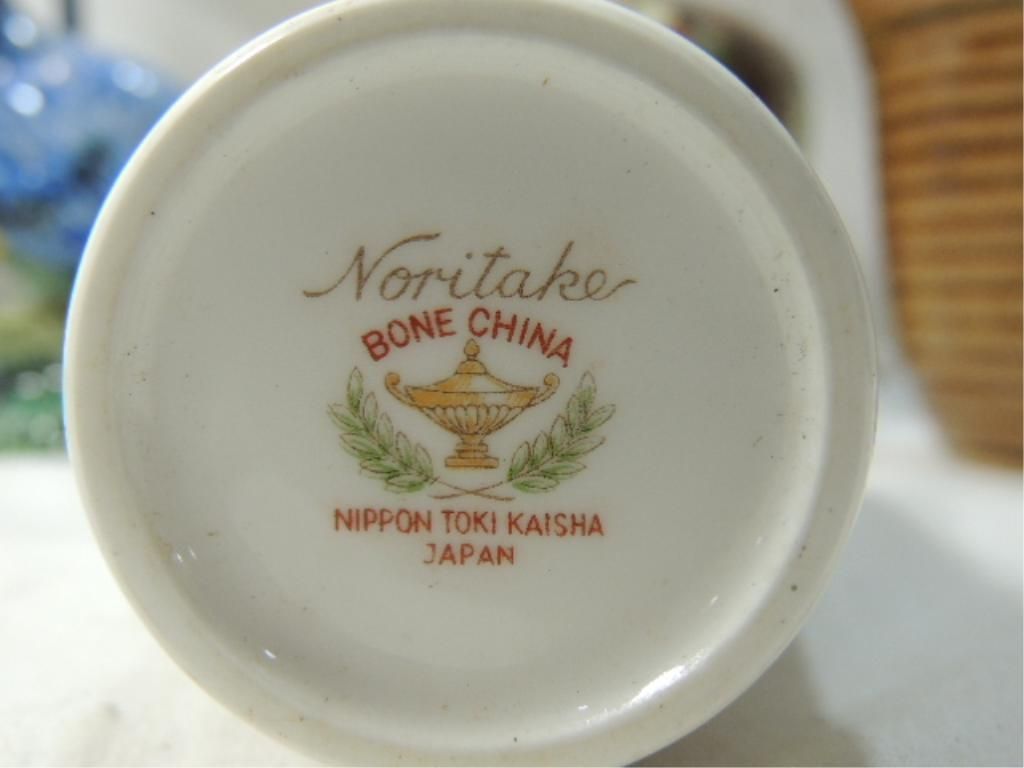 Noritake
BONE CHINA
NIPPON TOKI KAISHA
JAPAN